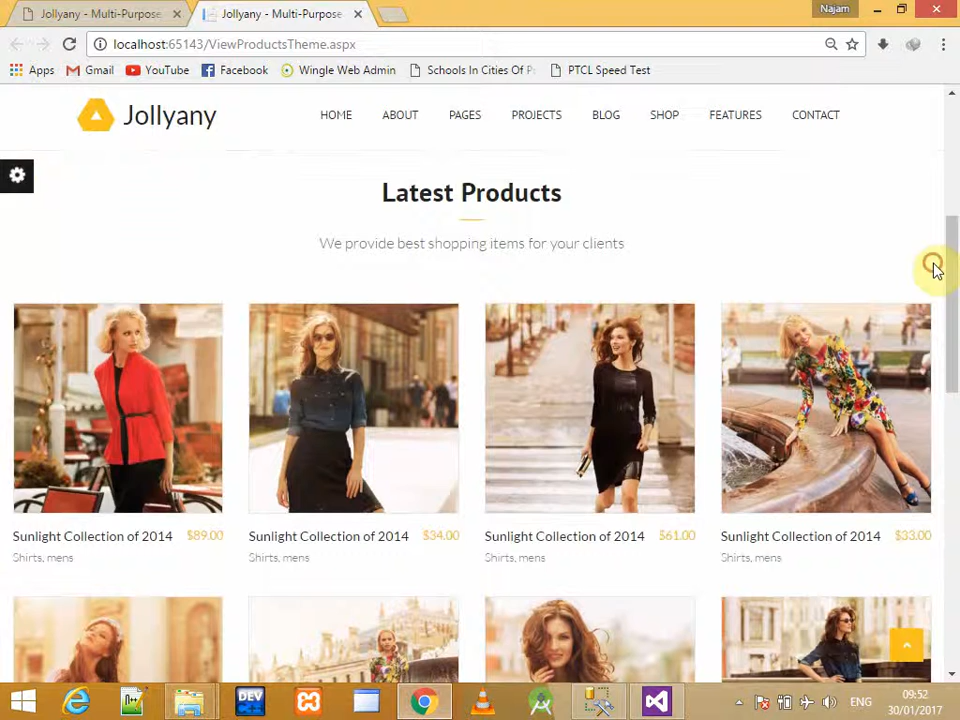 Jollyany - Multi-Purpose
Jollyany - Multi-Purpose
Najam
localhost:65143/ViewProductsTheme.aspx
Apps
Gmail
YouTube
Facebook
Wingle Web Admin
Schools In Cities Of P
PTCL Speed Test
Jollyany
HOME
ABOUT
PAGES
PROJECTS
BLOG
SHOP
FEATURES
CONTACT
Latest Products
We provide best shopping items for your clients
Sunlight Collection of 2014 $89.00
Shirts, mens
Sunlight Collection of 2014 $34.00
Shirts, mens
Sunlight Collection of 2014 $61.00
Shirts, mens
Sunlight Collection of 2014 $33.00
Shirts, mens
DEV
ENG
09:52
30/01/2017